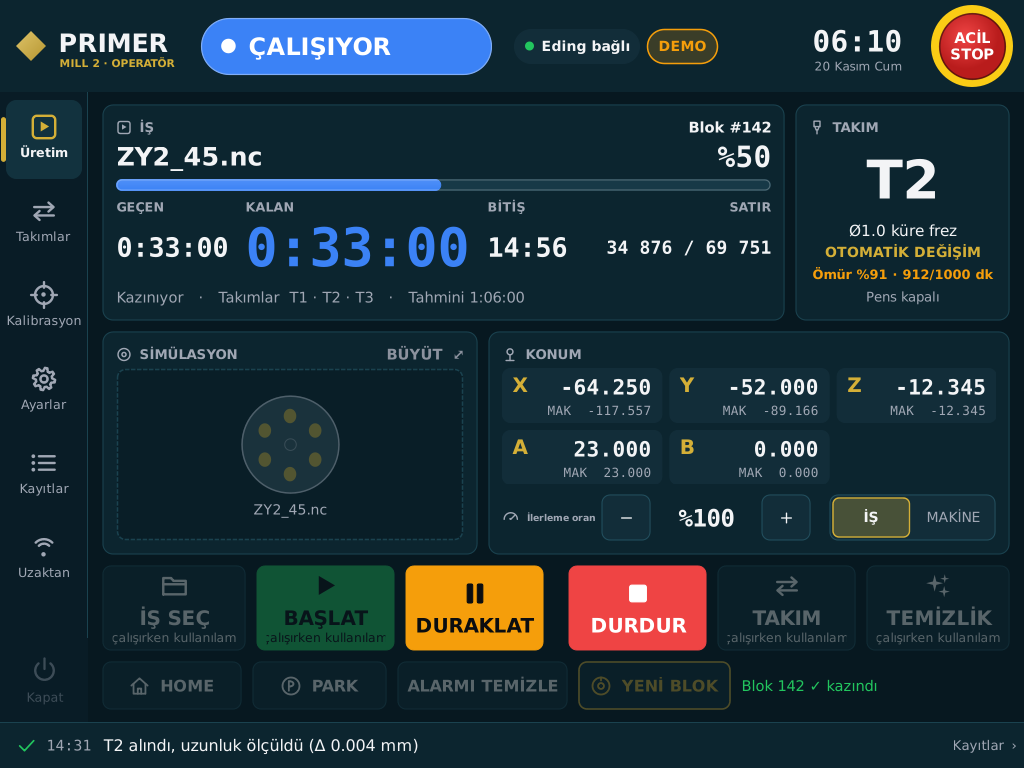 PRIMER
MILL 2 · OPERATÖR
ÇALIŞIYOR
Eding bağlı
DEMO
06:10
20 Kasım Cum
ACİL
STOP
Üretim
Takımlar
Kalibrasyon
Ayarlar
Kayıtlar
Uzaktan
Kapat
İŞ
Blok #142
ZY2_45.nc
%50
GEÇEN
KALAN
BİTİŞ
SATIR
0:33:00
0:33:00
14:56
34 876 / 69 751
Kazınıyor · Takımlar T1 · T2 · T3 · Tahmini 1:06:00
TAKIM
T2
Ø1.0 küre frez
OTOMATİK DEĞİŞİM
Ömür %91 · 912/1000 dk
Pens kapalı
SİMÜLASYON
BÜYÜT ⤢
ZY2_45.nc
KONUM
X -64.250
MAK -117.557
Y -52.000
MAK -89.166
Z -12.345
MAK -12.345
A 23.000
MAK 23.000
B 0.000
MAK 0.000
İlerleme oran
−
%100
+
İŞ
MAKİNE
İŞ SEÇ
çalışırken kullanılam
BAŞLAT
çalışırken kullanılam
DURAKLAT
DURDUR
TAKIM
çalışırken kullanılam
TEMİZLİK
çalışırken kullanılam
HOME
PARK
ALARMI TEMİZLE
YENİ BLOK
Blok 142 ✓ kazındı
14:31 T2 alındı, uzunluk ölçüldü (Δ 0.004 mm)
Kayıtlar ›